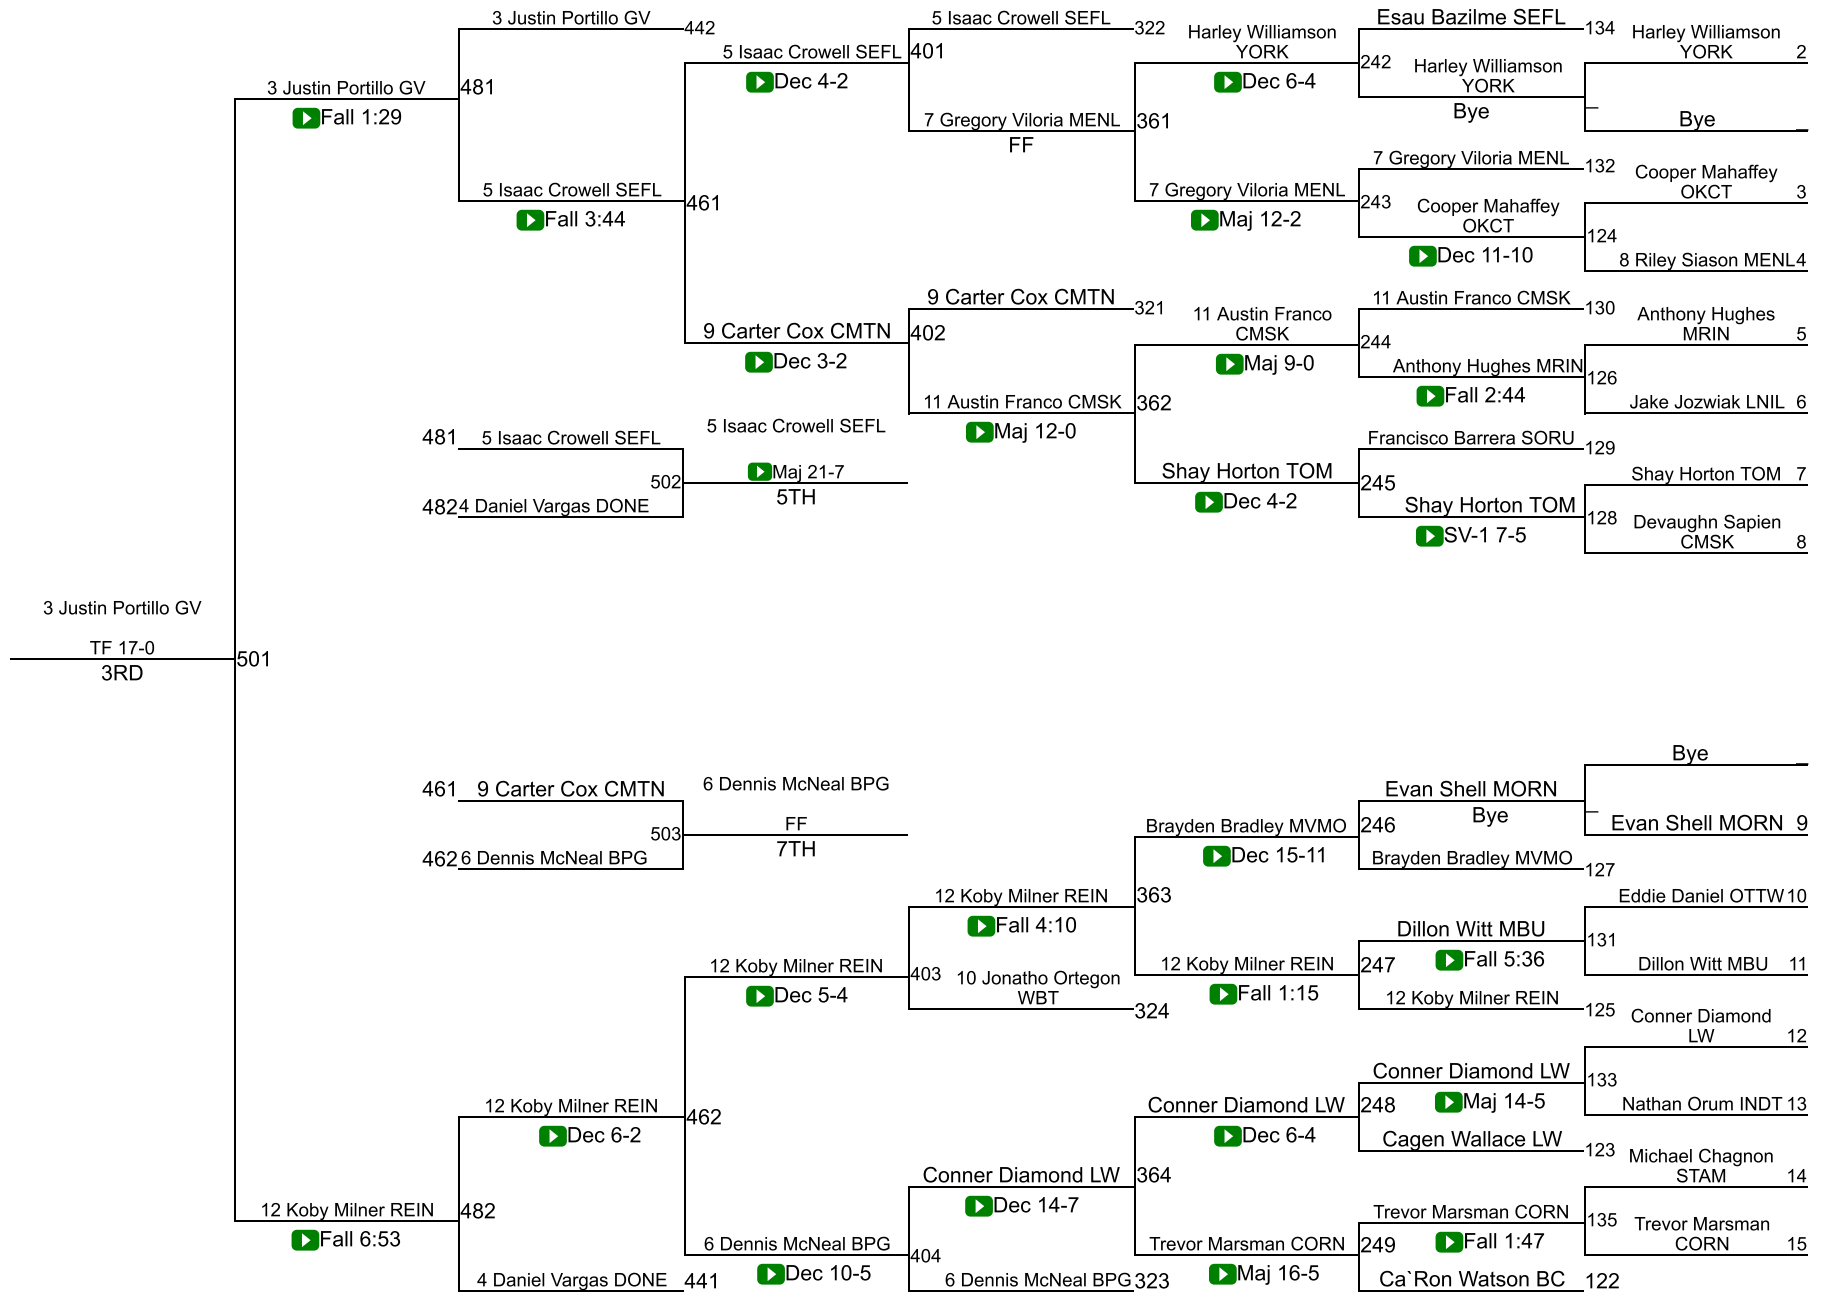 3 Justin Portillo GV
442
5 Isaac Crowell SEFL
322
Esau Bazilme SEFL
134
Harley Williamson
YORK
2
Harley Williamson
YORK
5 Isaac Crowell SEFL
401
Dec 4-2
Dec 6-4
242
Harley Williamson
YORK
Bye
_
Bye
_
3 Justin Portillo GV
481
Fall 1:29
7 Gregory Viloria MENL
361
FF
7 Gregory Viloria MENL
132
Cooper Mahaffey
OKCT
3
5 Isaac Crowell SEFL
461
Fall 3:44
7 Gregory Viloria MENL
243
Maj 12-2
Cooper Mahaffey
OKCT
124
Dec 11-10
8 Riley Siason MENL
4
9 Carter Cox CMTN
321
11 Austin Franco CMSK
130
Anthony Hughes
MRIN
5
11 Austin Franco
CMSK
9 Carter Cox CMTN
402
Dec 3-2
244
Maj 9-0
Anthony Hughes MRIN
126
Fall 2:44
Jake Jozwiak LNIL
6
11 Austin Franco CMSK
362
Maj 12-0
481
5 Isaac Crowell SEFL
5 Isaac Crowell SEFL
Francisco Barrera SORU
129
502
Maj 21-7
5TH
Shay Horton TOM
245
Dec 4-2
Shay Horton TOM
7
482
4 Daniel Vargas DONE
Shay Horton TOM
128
SV-1 7-5
Devaughn Sapien
CMSK
8
3 Justin Portillo GV
TF 17-0
501
3RD
Bye
_
461
9 Carter Cox CMTN
6 Dennis McNeal BPG
Evan Shell MORN
Bye
_
503
FF
7TH
Brayden Bradley MVMO
246
Dec 15-11
Evan Shell MORN
9
462
6 Dennis McNeal BPG
Brayden Bradley MVMO
127
12 Koby Milner REIN
363
Fall 4:10
Eddie Daniel OTTW
10
Dillon Witt MBU
131
Fall 5:36
12 Koby Milner REIN
403
Dec 5-4
10 Jonatho Ortegon
WBT
324
12 Koby Milner REIN
247
Fall 1:15
Dillon Witt MBU
11
12 Koby Milner REIN
125
Conner Diamond
LW
12
Conner Diamond LW
133
Maj 14-5
12 Koby Milner REIN
462
Dec 6-2
Conner Diamond LW
248
Dec 6-4
Nathan Orum INDT
13
Cagen Wallace LW
123
Michael Chagnon
STAM
14
Conner Diamond LW
364
Dec 14-7
12 Koby Milner REIN
482
Fall 6:53
Trevor Marsman CORN
135
Fall 1:47
6 Dennis McNeal BPG
404
Dec 10-5
Trevor Marsman CORN
249
Maj 16-5
Trevor Marsman
CORN
15
4 Daniel Vargas DONE
441
6 Dennis McNeal BPG
323
Ca`Ron Watson BC
122